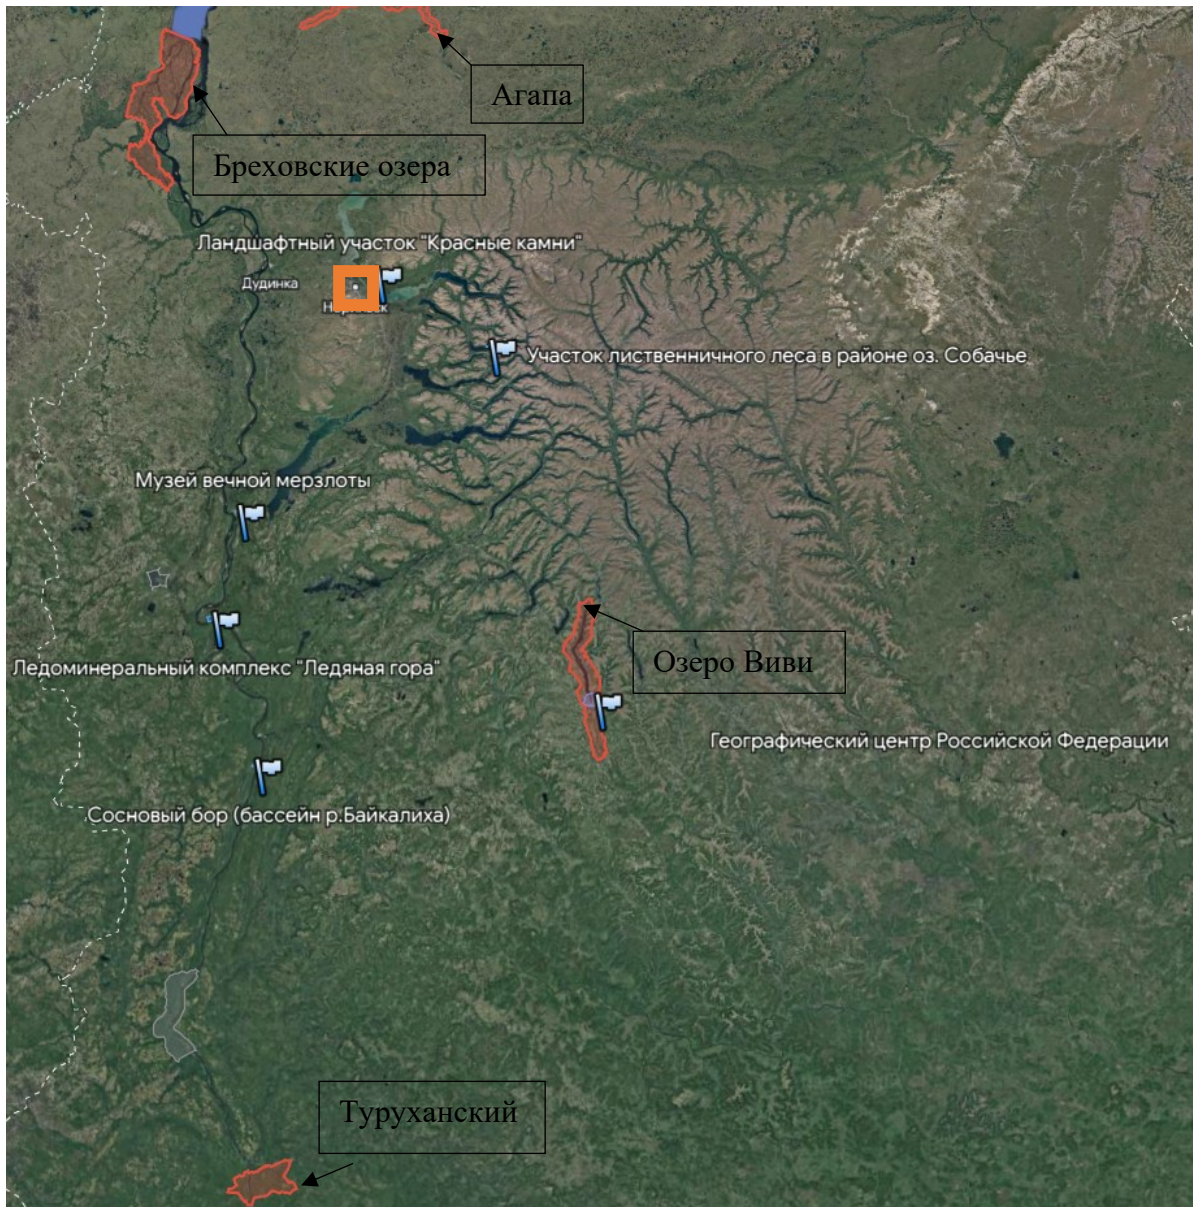 Агапа
Бреховские озера
Ландшафтный участок "Красные камни"
Дудинка
Участок лиственничного леса в районе оз. Собачье
Музей вечной мерзлоты
Озеро Виви
Ледоминеральный комплекс "Ледяная гора"
Географический центр Российской Федерации
Сосновый бор (бассейн р.Байкалиха)
Туруханский